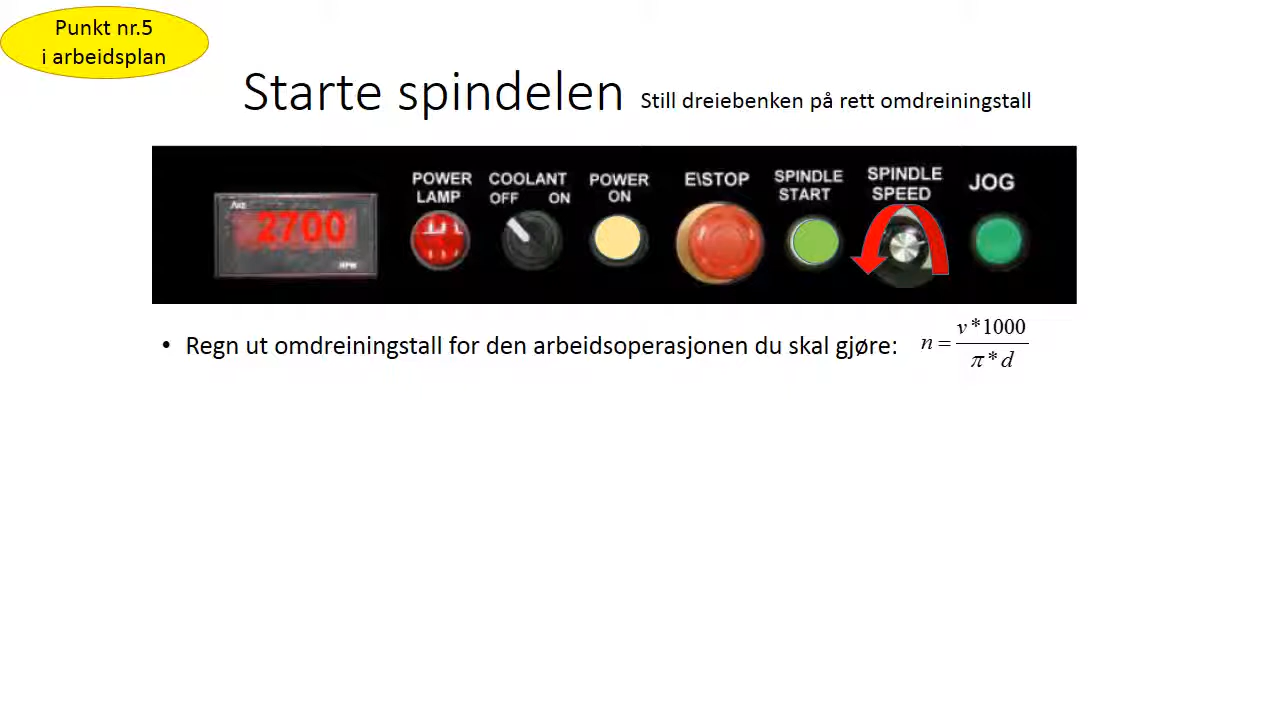 Punkt nr.5
i arbeidsplan
Starte spindelen Still dreiebenken på rett omdreiningstall
POWER LAMP
COOLANT
OFF ON
POWER ON
E\STOP
SPINDLE START
SPINDLE SPEED
JOG
2700
RPM
• Regn ut omdreiningstall for den arbeidsoperasjonen du skal gjøre: n = v*1000 / π*d